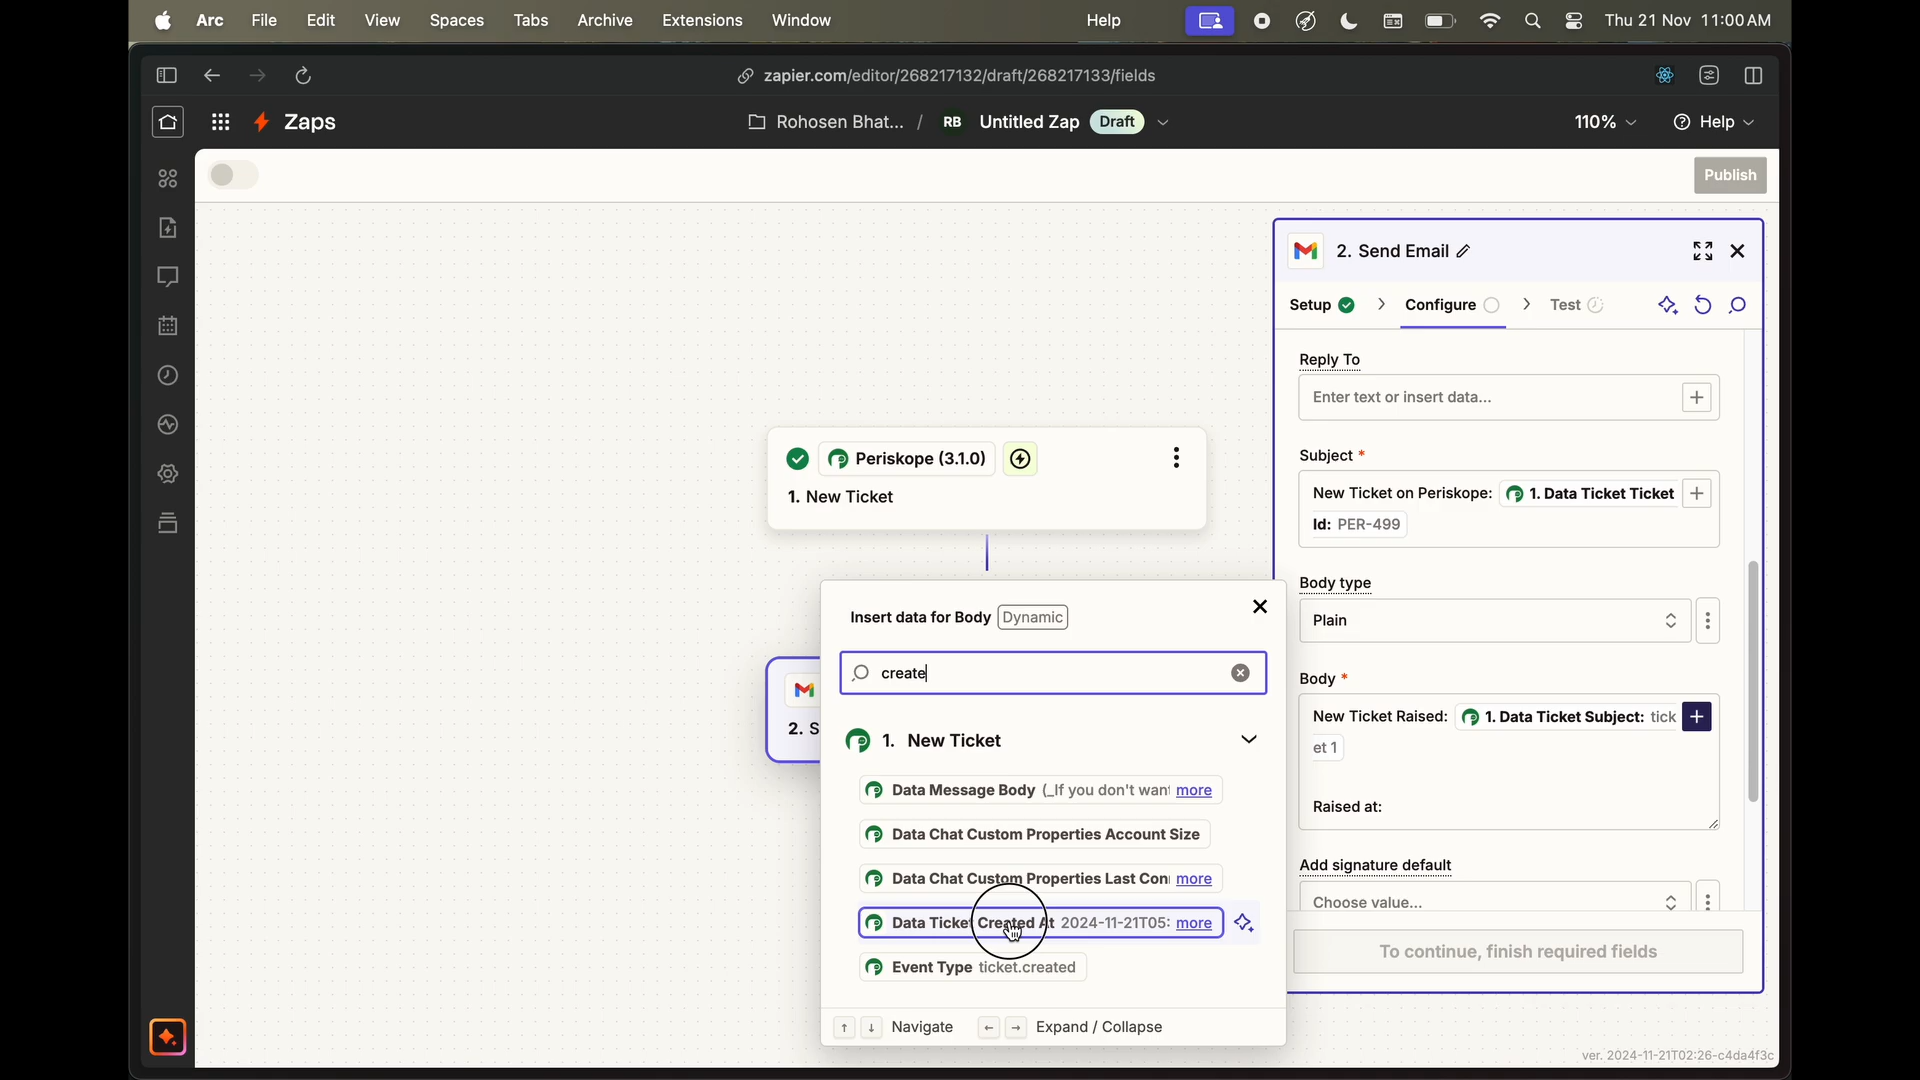 Arc File Edit View Spaces Tabs Archive Extensions Window Help Thu 21 Nov 11:00 AM
zapier.com/editor/268217132/draft/268217133/fields
Zaps Rohosen Bhat... / RB Untitled Zap Draft 110% Help
Publish
2. Send Email
Setup Configure Test
Reply To
Enter text or insert data...
Subject *
New Ticket on Periskope: 1. Data Ticket Ticket
Id: PER-499
Body type
Plain
Body *
New Ticket Raised: 1. Data Ticket Subject: tick
et 1
Raised at:
Add signature default
Choose value...
To continue, finish required fields
Periskope (3.1.0)
1. New Ticket
2. S
Insert data for Body Dynamic
create
1. New Ticket
Data Message Body (_If you don't want more
Data Chat Custom Properties Account Size
Data Chat Custom Properties Last Con more
Data Ticket Created At 2024-11-21T05: more
Event Type ticket.created
↑ ↓ Navigate ← → Expand / Collapse
ver. 2024-11-21T02:26-c4da4f3c